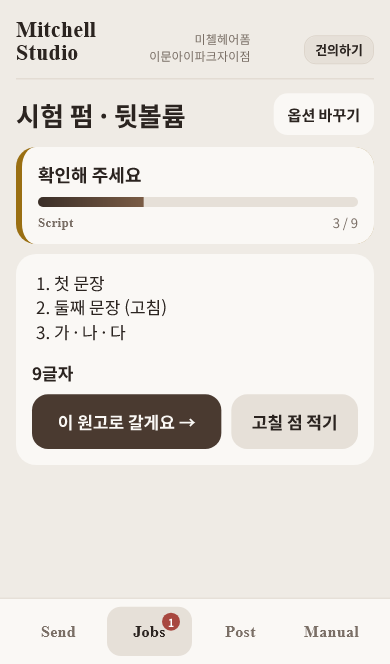 Mitchell
Studio
미젤헤어폼
이문아이파크자이점
건의하기
시험 펌 · 뒷볼륨
옵션 바꾸기
확인해 주세요
Script
3 / 9
1. 첫 문장
2. 둘째 문장 (고침)
3. 가 · 나 · 다
9글자
이 원고로 갈게요 →
고칠 점 적기
Send
Jobs
1
Post
Manual